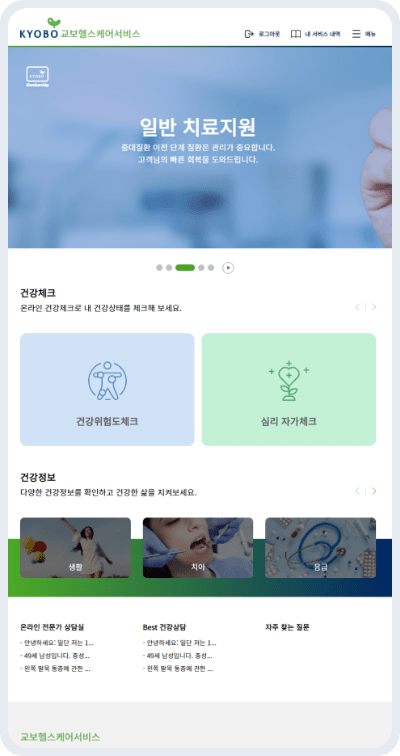 KYOBO 교보헬스케어서비스
로그아웃 내 서비스 내역 메뉴
KYOBO
Membership
일반 치료지원
중대질환 이전 단계 질환은 관리가 중요합니다.
고객님의 빠른 회복을 도와드립니다.
건강체크
온라인 건강체크로 내 건강상태를 체크해 보세요.
건강위험도체크
심리 자가체크
건강정보
다양한 건강정보를 확인하고 건강한 삶을 지켜보세요.
생활
치아
응급
온라인 전문가 상담실
- 안녕하세요! 일단 저는 1...
- 49세 남성입니다. 증상...
- 왼쪽 팔목 통증에 관한 ...
Best 건강상담
- 안녕하세요! 일단 저는 1...
- 49세 남성입니다. 증상...
- 왼쪽 팔목 통증에 관한 ...
자주 찾는 질문
교보헬스케어서비스